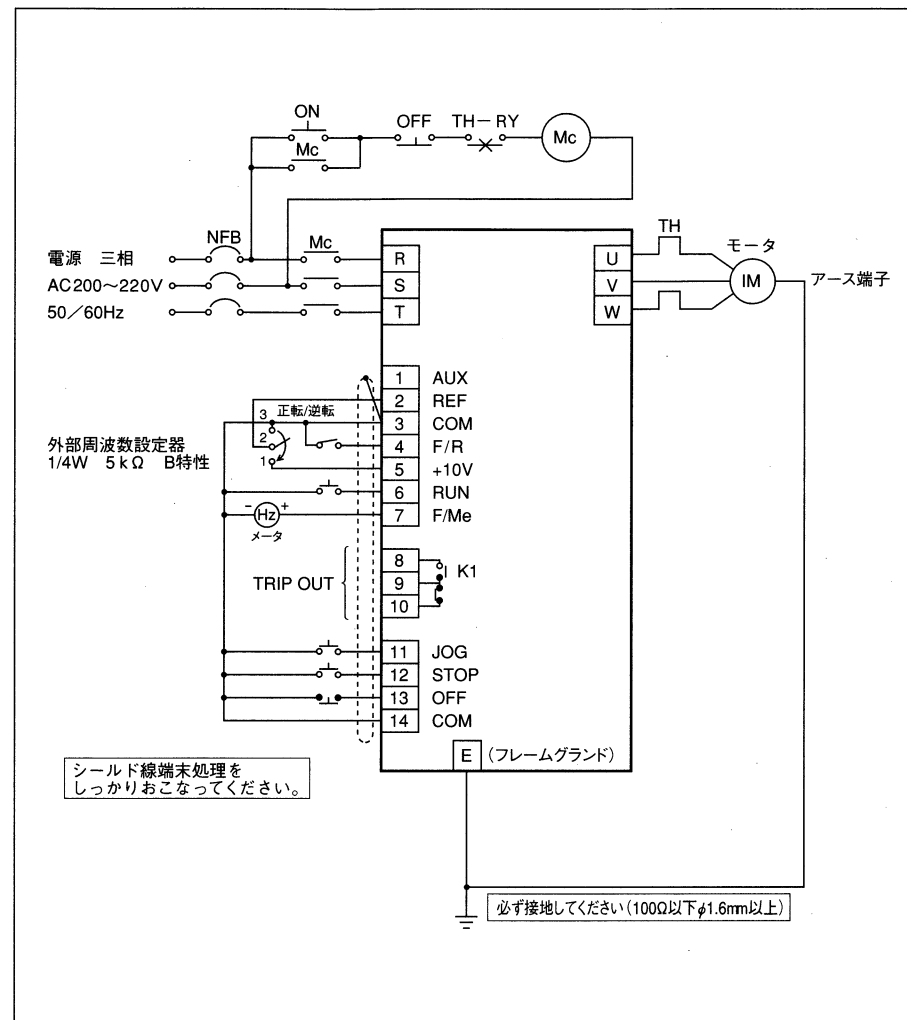 ON
Mc
OFF
TH-RY
Mc
NFB
Mc
電源 三相
AC200～220V
50／60Hz
R
S
T
U
V
W
TH
モータ
IM
アース端子
1 AUX
2 REF
3 COM
4 F/R
5 +10V
6 RUN
7 F/Me
3 正転/逆転
2
1
外部周波数設定器
1/4W 5kΩ B特性
- Hz +
メータ
TRIP OUT
8
9
10
K1
11 JOG
12 STOP
13 OFF
14 COM
E (フレームグランド)
シールド線端末処理を
しっかりおこなってください。
必ず接地してください(100Ω以下φ1.6mm以上)